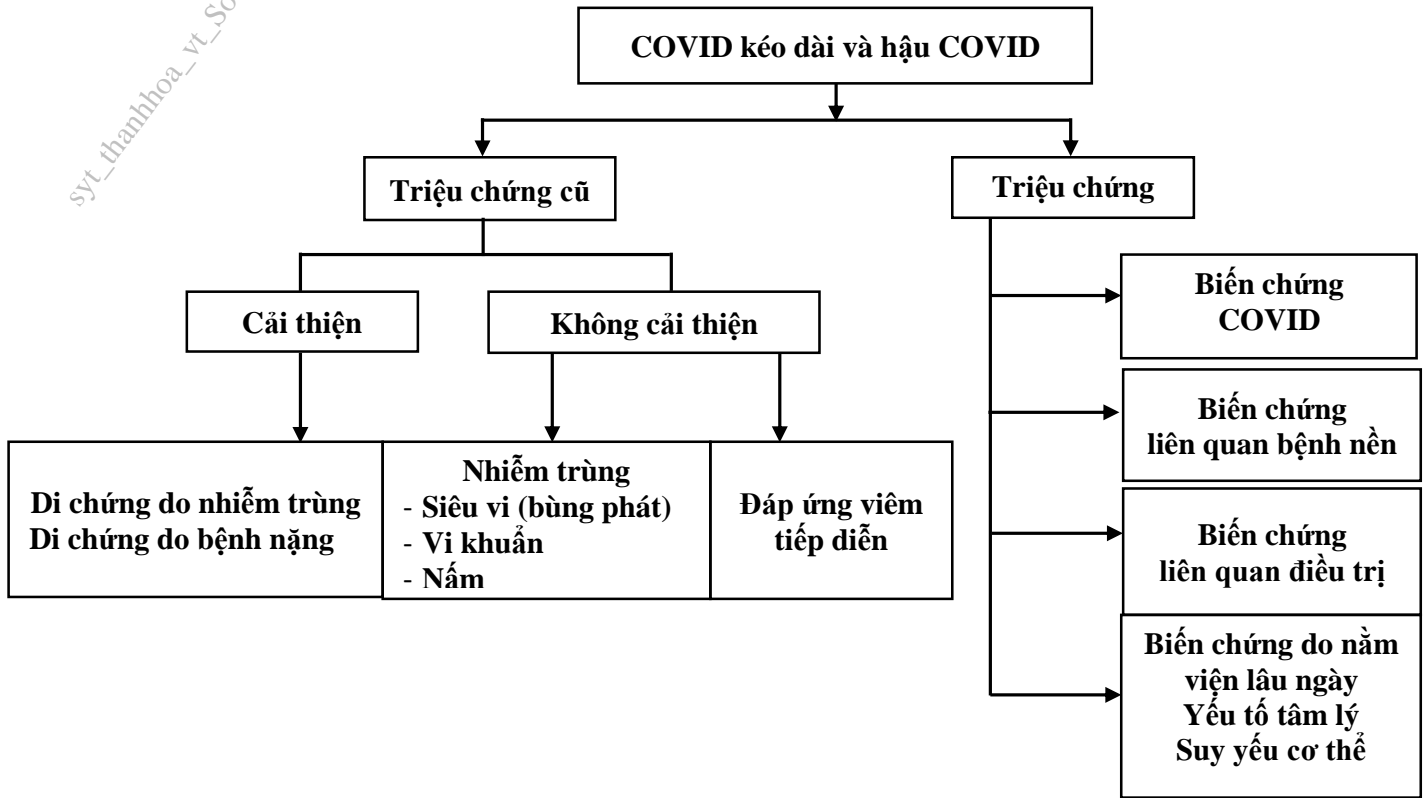 syt_thanhhoa_vt_So
COVID kéo dài và hậu COVID
Triệu chứng cũ
Triệu chứng
Cải thiện
Không cải thiện
Biến chứng
COVID
Biến chứng
liên quan bệnh nền
Di chứng do nhiễm trùng
Di chứng do bệnh nặng
Nhiễm trùng
- Siêu vi (bùng phát)
- Vi khuẩn
- Nấm
Đáp ứng viêm
tiếp diễn
Biến chứng
liên quan điều trị
Biến chứng do nằm
viện lâu ngày
Yếu tố tâm lý
Suy yếu cơ thể